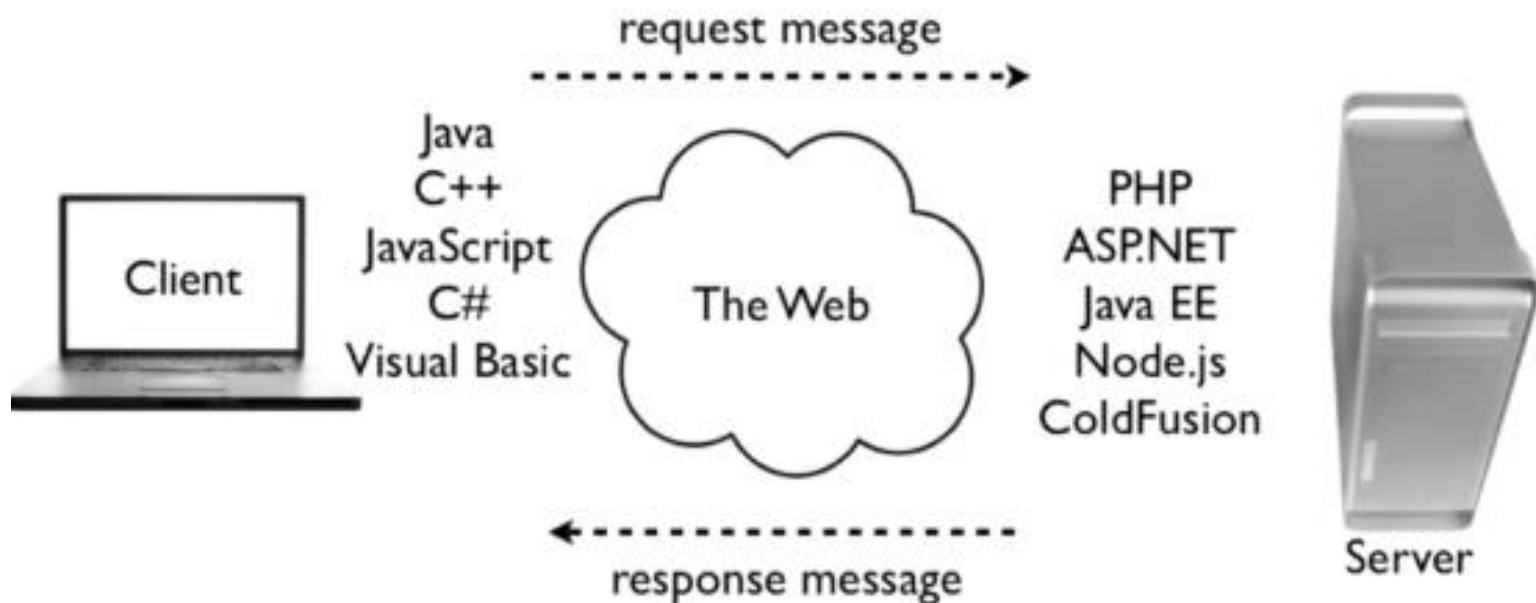 request message
Client
Java
C++
JavaScript
C#
Visual Basic
The Web
PHP
ASP.NET
Java EE
Node.js
ColdFusion
Server
response message